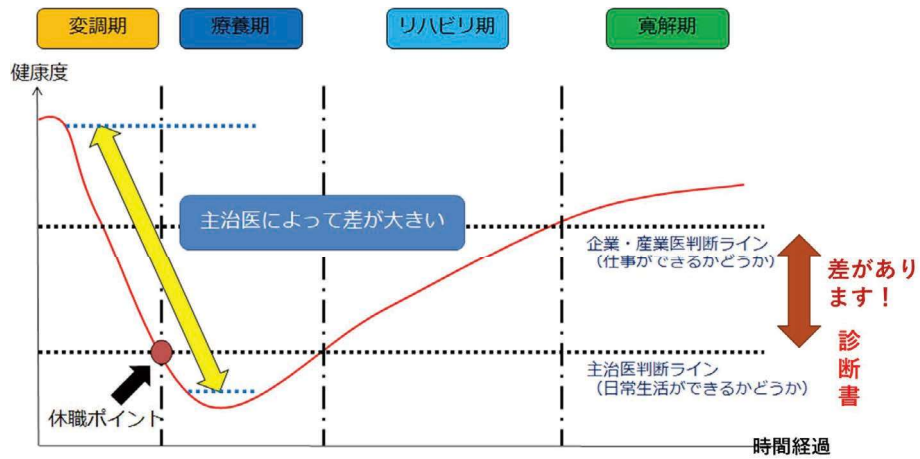 変調期
療養期
リハビリ期
寛解期
健康度
主治医によって差が大きい
企業・産業医判断ライン
（仕事ができるかどうか）
差があり
ます！
主治医判断ライン
（日常生活ができるかどうか）
診断書
休職ポイント
時間経過